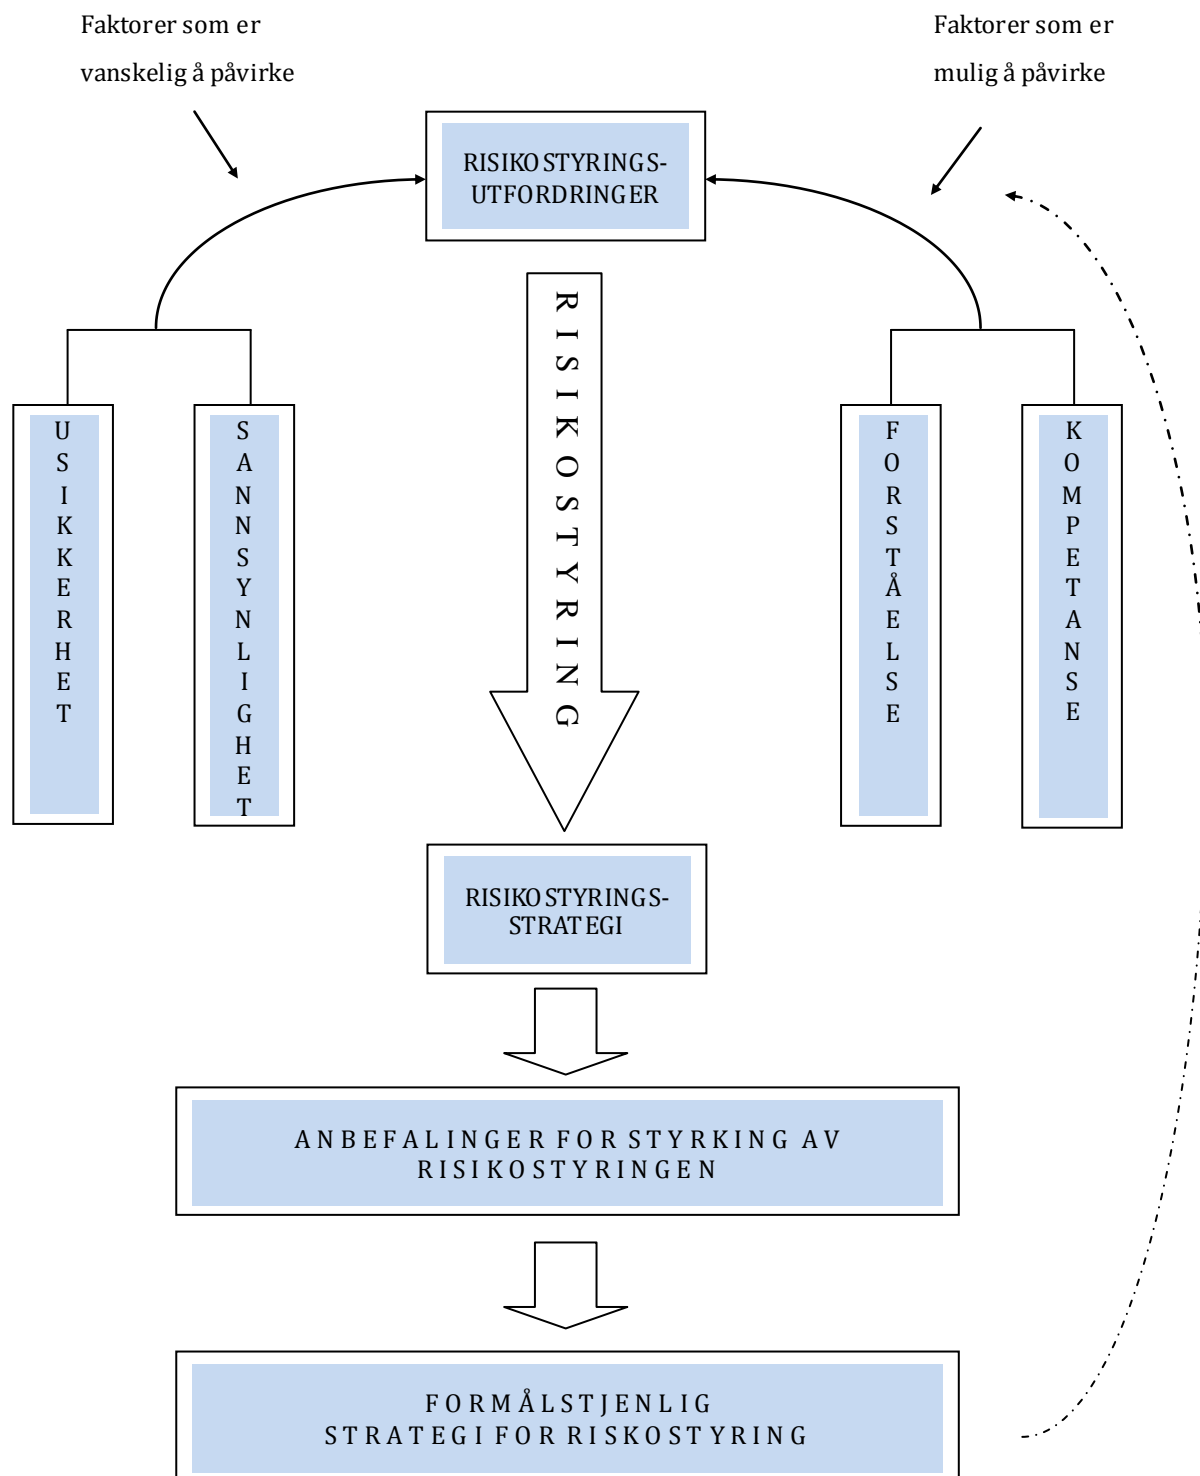 Faktorer som er
vanskelig å påvirke
Faktorer som er
mulig å påvirke
RISIKOSTYRINGS-
UTFORDRINGER
RISIKOSTYRING
USIKKERHET
SANNSYNLIGHET
FORSTÅELSE
KOMPETANSE
RISIKOSTYRINGS-
STRATEGI
ANBEFALINGER FOR STYRKING AV
RISIKOSTYRINGEN
FORMÅLSTJENLIG
STRATEGI FOR RISKOSTYRING